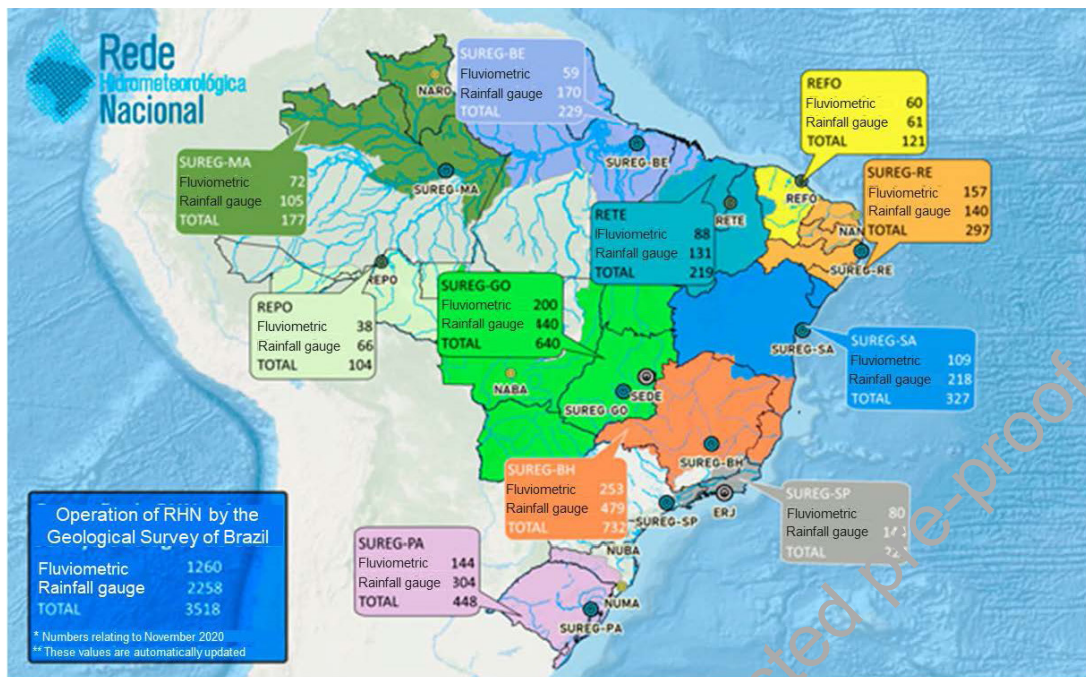 Rede
Hidrometeorológica
Nacional
SUREG-BE
Fluviometric 59
Rainfall gauge 170
TOTAL 229
REFO
Fluviometric 60
Rainfall gauge 61
TOTAL 121
NARO
SUREG-MA
Fluviometric 72
Rainfall gauge 105
TOTAL 177
SUREG-MA
SUREG-BE
SUREG-RE
Fluviometric 157
Rainfall gauge 140
TOTAL 297
REFO
NAN
SUREG-RE
RETE
RETE
IFluviometric 88
Rainfall gauge 131
TOTAL 219
REPO
REPO
Fluviometric 38
Rainfall gauge 66
TOTAL 104
SUREG-GO
Fluviometric 200
Rainfall gauge 440
TOTAL 640
SUREG-SA
SUREG-SA
Fluviometric 109
Rainfall gauge 218
TOTAL 327
NABA
SUREG-GO
SEDE
SUREG-BH
SUREG-BH
Fluviometric 253
Rainfall gauge 479
TOTAL 732
SUREG-SP
ERJ
SUREG-SP
Fluviometric 80
Rainfall gauge
TOTAL
NUBA
SUREG-PA
Fluviometric 144
Rainfall gauge 304
TOTAL 448
NUMA
SUREG-PA
Operation of RHN by the
Geological Survey of Brazil
Fluviometric 1260
Rainfall gauge 2258
TOTAL 3518
* Numbers relating to November 2020
** These values are automatically updated
pre-proof